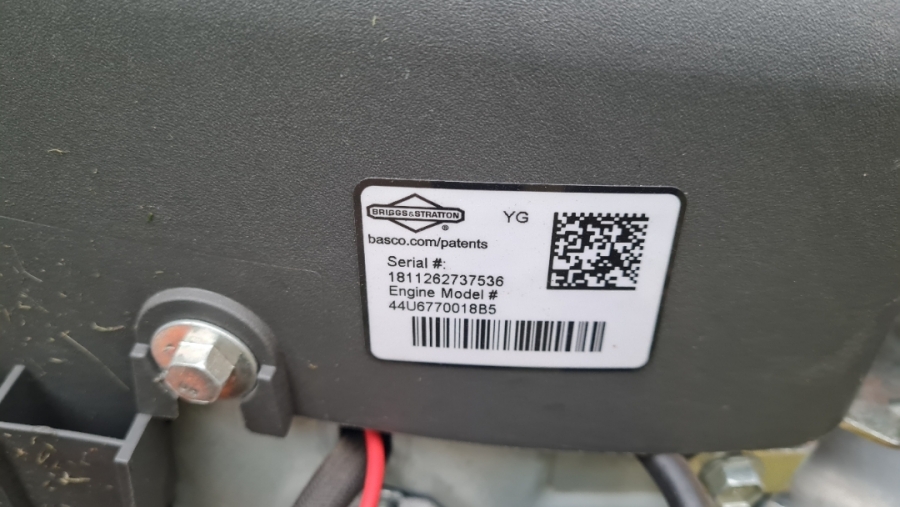 BRIGGS&STRATTON
®
YG
basco.com/patents
Serial #:
1811262737536
Engine Model #
44U6770018B5